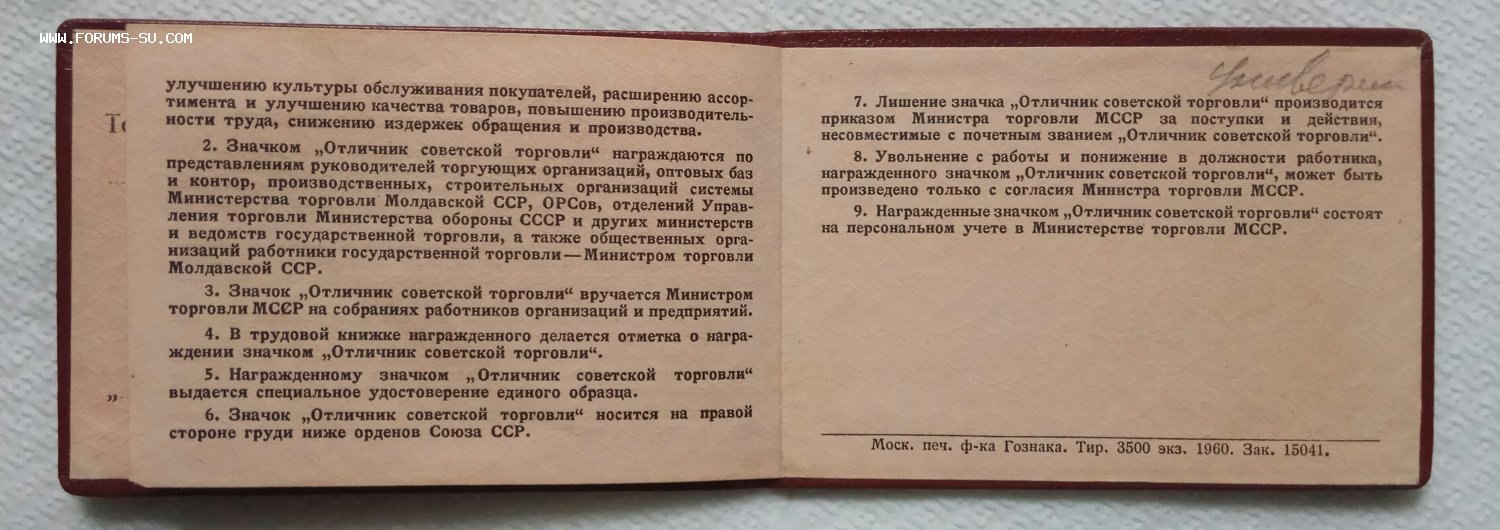 WWW.FORUMS-SU.COM
улучшению культуры обслуживания покупателей, расширению ассор-
тимента и улучшению качества товаров, повышению производитель-
ности труда, снижению издержек обращения и производства.
2. Значком „Отличник советской торговли“ награждаются по
представлениям руководителей торгующих организаций, оптовых баз
и контор, производственных, строительных организаций системы
Министерства торговли Молдавской ССР, ОРСов, отделений Управ-
ления торговли Министерства обороны СССР и других министерств
и ведомств государственной торговли, а также общественных орга-
низаций работники государственной торговли — Министром торговли
Молдавской ССР.
3. Значок „Отличник советской торговли“ вручается Министром
торговли МССР на собраниях работников организаций и предприятий.
4. В трудовой книжке награжденного делается отметка о награ-
ждении значком „Отличник советской торговли“.
5. Награжденному значком „Отличник советской торговли“
выдается специальное удостоверение единого образца.
6. Значок „Отличник советской торговли“ носится на правой
стороне груди ниже орденов Союза ССР.
7. Лишение значка „Отличник советской торговли“ производится
приказом Министра торговли МССР за поступки и действия,
несовместимые с почетным званием „Отличник советской торговли“.
8. Увольнение с работы и понижение в должности работника,
награжденного значком „Отличник советской торговли“, может быть
произведено только с согласия Министра торговли МССР.
9. Награжденные значком „Отличник советской торговли“ состоят
на персональном учете в Министерстве торговли МССР.
Моск. печ. ф-ка Гознака. Тир. 3500 экз. 1960. Зак. 15041.